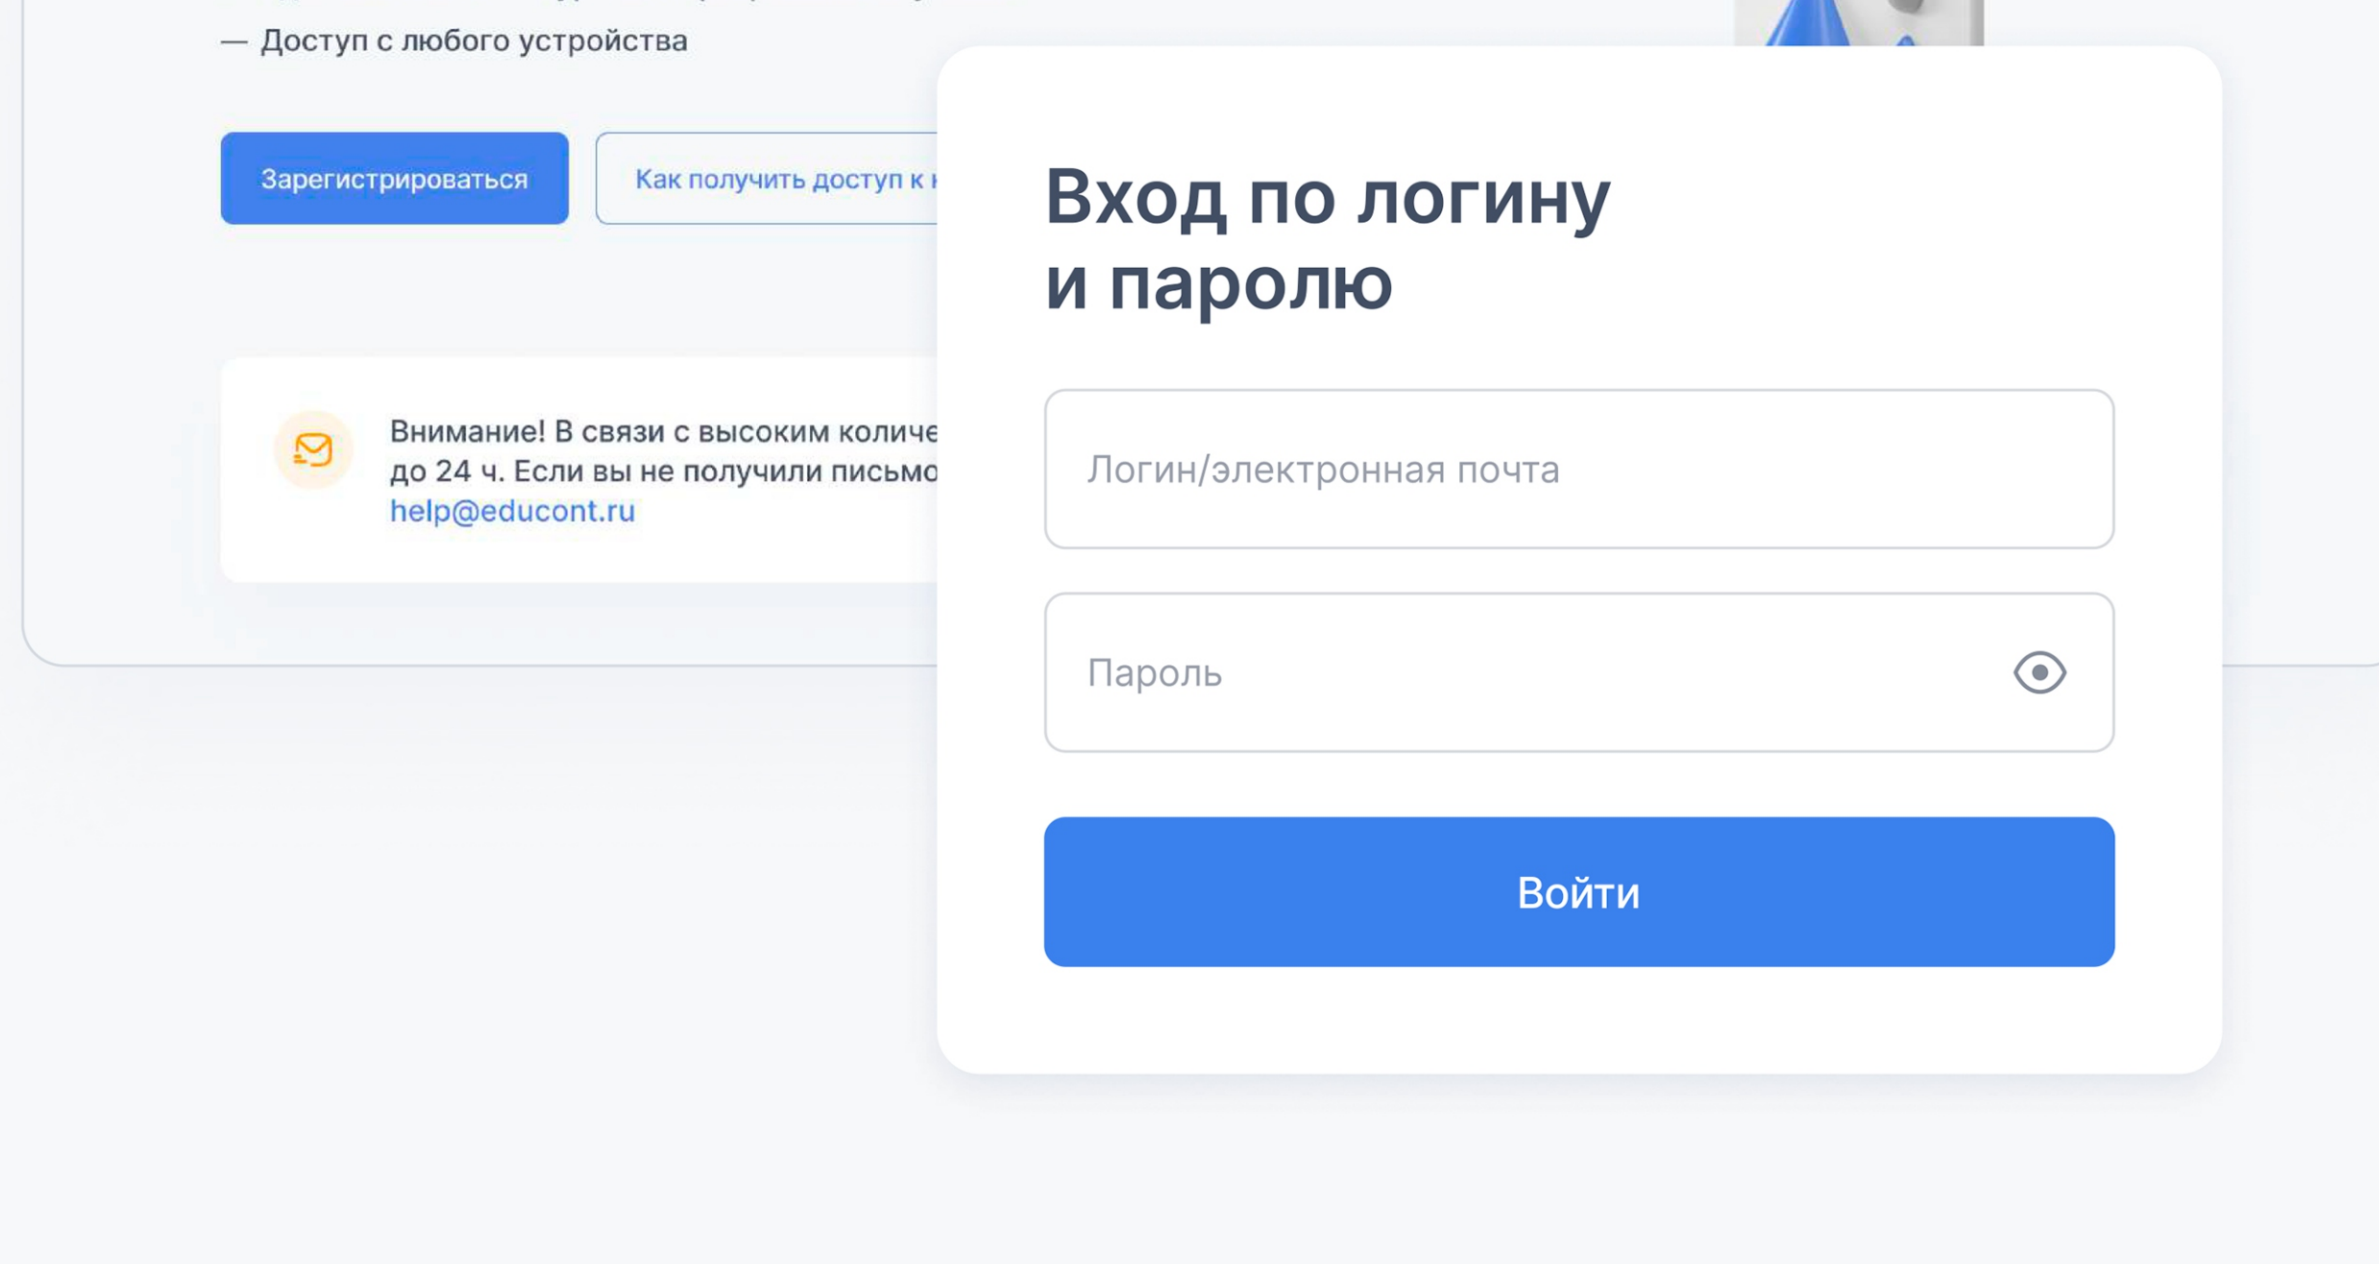 — Доступ с любого устройства
Зарегистрироваться
Как получить доступ к
Внимание! В связи с высоким количе
до 24 ч. Если вы не получили письмо
help@educont.ru
Вход по логину
и паролю
Логин/электронная почта
Пароль
Войти